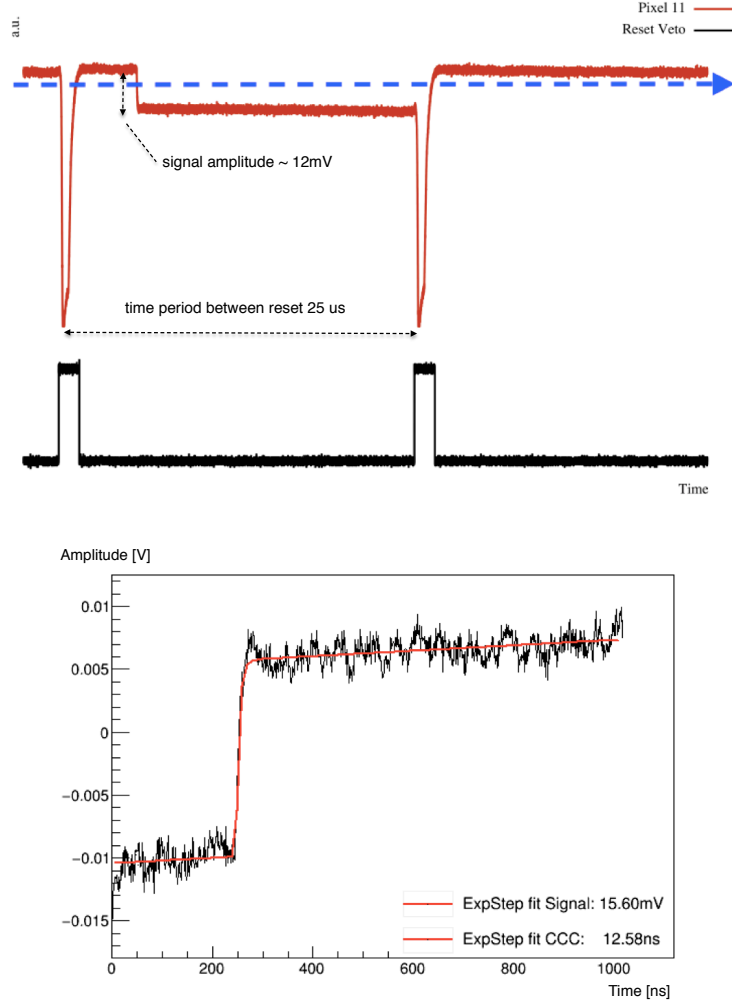 Pixel 11
a.u.
Reset Veto
signal amplitude ~ 12mV
time period between reset 25 us
Time
Amplitude [V]
0.01
0.005
0
−0.005
−0.01
−0.015
ExpStep fit Signal: 15.60mV
ExpStep fit CCC: 12.58ns
0 200 400 600 800 1000
Time [ns]